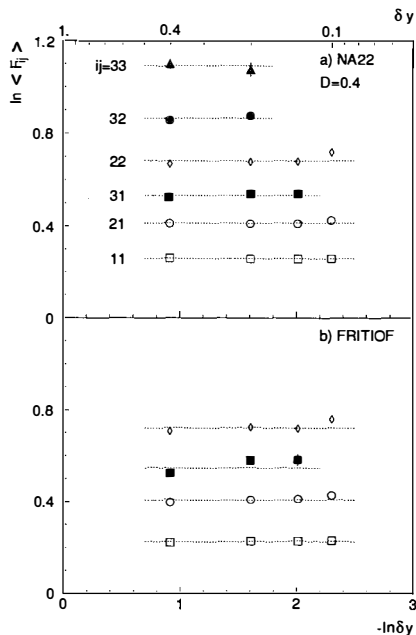 1. 0.4 0.1 δy
1.2
ln < Fij >
a) NA22
D=0.4
ij=33
32
0.8
22
31
0.4
21
11
0
b) FRITIOF
0.8
0.4
0
0 1 2 3
-lnδy